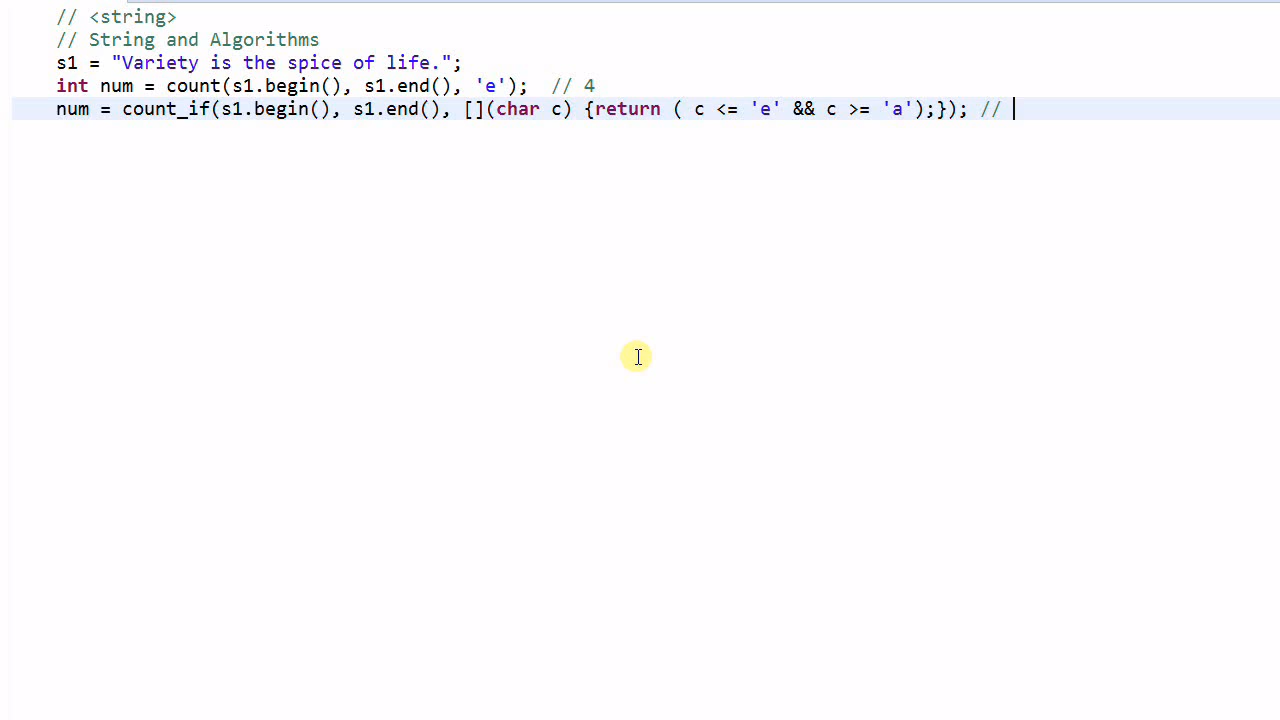 // <string>
// String and Algorithms
s1 = "Variety is the spice of life.";
int num = count(s1.begin(), s1.end(), 'e');  // 4
num = count_if(s1.begin(), s1.end(), [](char c) {return ( c <= 'e' && c >= 'a');}); //